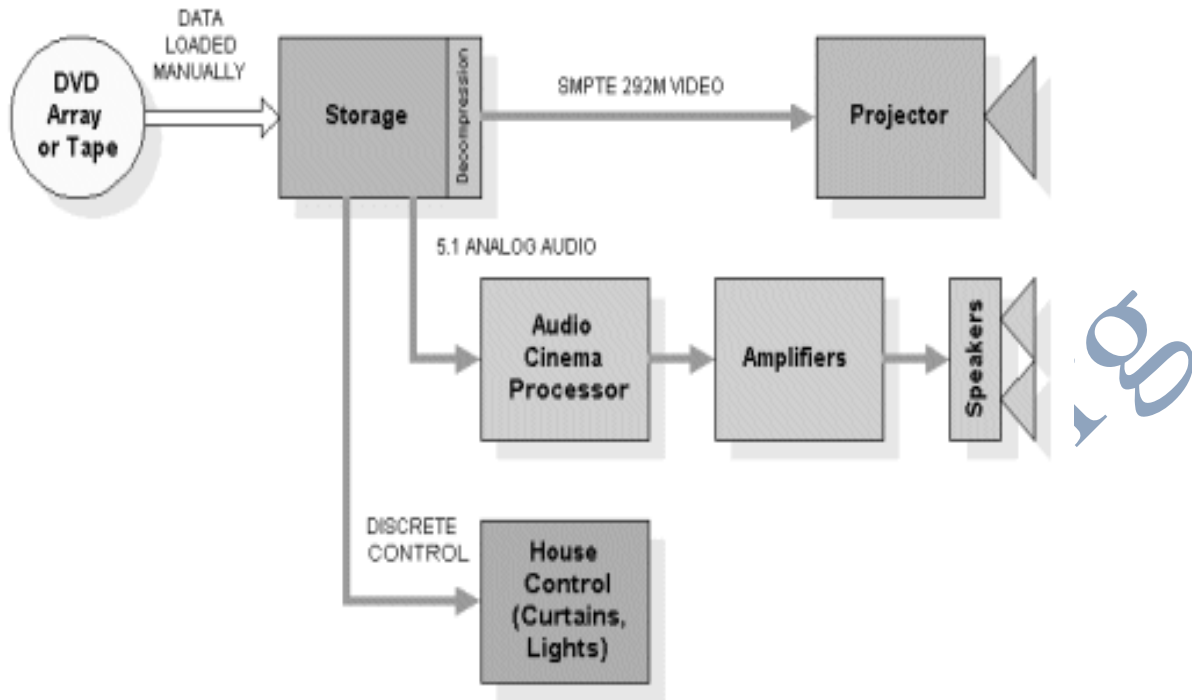 DATA
LOADED
MANUALLY
DVD
Array
or Tape
Storage
Decompression
SMPTE 292M VIDEO
Projector
5.1 ANALOG AUDIO
Audio
Cinema
Processor
Amplifiers
Speakers
DISCRETE
CONTROL
House
Control
(Curtains,
Lights)